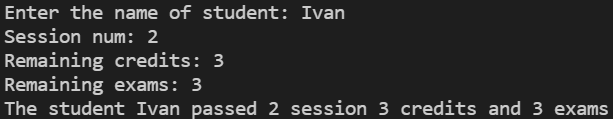 Enter the name of student: Ivan
Session num: 2
Remaining credits: 3
Remaining exams: 3
The student Ivan passed 2 session 3 credits and 3 exams